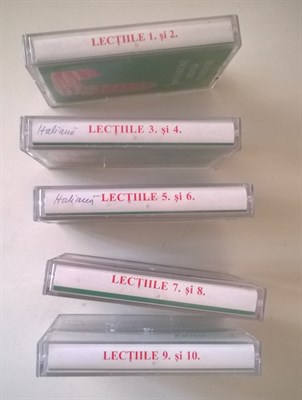 LECȚIILE 1. și 2.
Italiană LECȚIILE 3. și 4.
Italiană LECȚIILE 5. și 6.
LECȚIILE 7. și 8.
LECȚIILE 9. și 10.